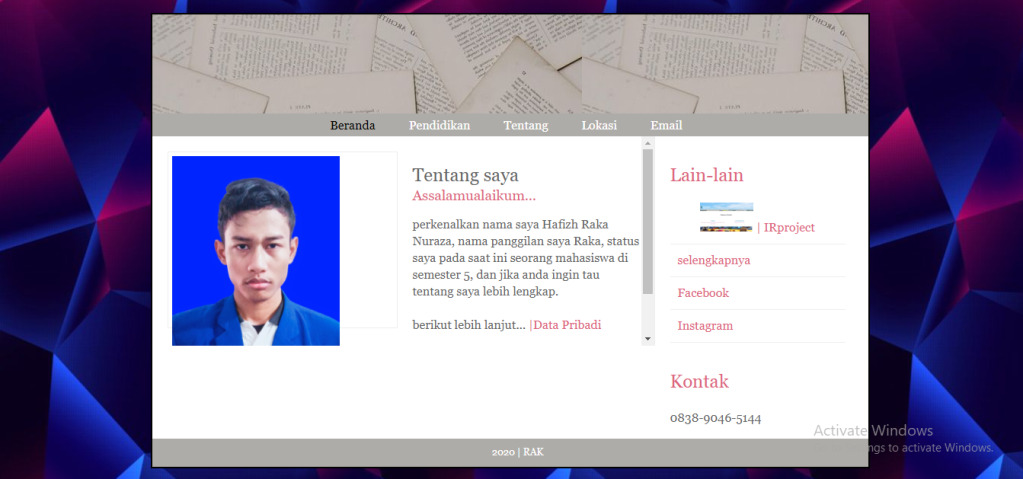 Beranda Pendidikan Tentang Lokasi Email
Tentang saya
Assalamualaikum...
perkenalkan nama saya Hafizh Raka
Nuraza, nama panggilan saya Raka, status
saya pada saat ini seorang mahasiswa di
semester 5, dan jika anda ingin tau
tentang saya lebih lengkap.
berikut lebih lanjut... |Data Pribadi
Lain-lain
| IRproject
selengkapnya
Facebook
Instagram
Kontak
0838-9046-5144
Activate Windows
ngs to activate Windows.
2020 | RAK